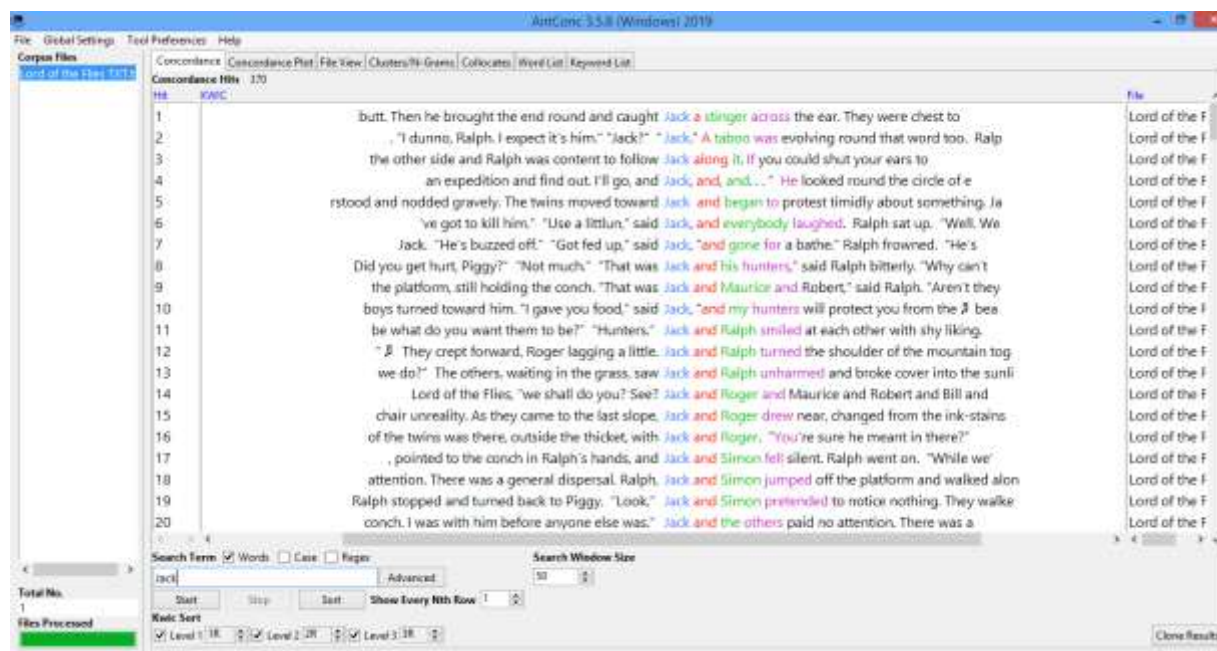 AntConc 3.5.8 (Windows) 2019
File Global Settings Tool Preferences Help
Corpus Files
Lord of the Flies TXT.t
Concordance Concordance Plot File View Clusters/N-Grams Collocates Word List Keyword List
Concordance Hits 370
Hit KWIC File
1 butt. Then he brought the end round and caught Jack a stinger across the ear. They were chest to Lord of the F
2 , "I dunno, Ralph. I expect it's him." "Jack?" "Jack." A taboo was evolving round that word too. Ralp Lord of the F
3 the other side and Ralph was content to follow Jack along it. If you could shut your ears to Lord of the F
4 an expedition and find out. I'll go, and Jack, and, and. . ." He looked round the circle of e Lord of the F
5 rstood and nodded gravely. The twins moved toward Jack and began to protest timidly about something. Ja Lord of the F
6 've got to kill him." "Use a littlun," said Jack, and everybody laughed. Ralph sat up. "Well. We Lord of the F
7 Jack. "He's buzzed off." "Got fed up," said Jack, "and gone for a bathe." Ralph frowned. "He's Lord of the F
8 Did you get hurt, Piggy?" "Not much." "That was Jack and his hunters," said Ralph bitterly. "Why can't Lord of the F
9 the platform, still holding the conch. "That was Jack and Maurice and Robert," said Ralph. "Aren't they Lord of the F
10 boys turned toward him. "I gave you food," said Jack, "and my hunters will protect you from the bea Lord of the F
11 be what do you want them to be?" "Hunters." Jack and Ralph smiled at each other with shy liking. Lord of the F
12 " They crept forward, Roger lagging a little. Jack and Ralph turned the shoulder of the mountain tog Lord of the F
13 we do?" The others, waiting in the grass, saw Jack and Ralph unharmed and broke cover into the sunli Lord of the F
14 Lord of the Flies, "we shall do you? See? Jack and Roger and Maurice and Robert and Bill and Lord of the F
15 chair unreality. As they came to the last slope, Jack and Roger drew near, changed from the ink-stains Lord of the F
16 of the twins was there, outside the thicket, with Jack and Roger. "You're sure he meant in there?" Lord of the F
17 , pointed to the conch in Ralph's hands, and Jack and Simon fell silent. Ralph went on. "While we' Lord of the F
18 attention. There was a general dispersal. Ralph, Jack and Simon jumped off the platform and walked alon Lord of the F
19 Ralph stopped and turned back to Piggy. "Look," Jack and Simon pretended to notice nothing. They walke Lord of the F
20 conch. I was with him before anyone else was." Jack and the others paid no attention. There was a Lord of the F
Search Term Words Case Regex Search Window Size
jack Advanced 50
Total No.
1
Start Stop Sort Show Every Nth Row 1
Files Processed
Kwic Sort
Level 1 1R Level 2 2R Level 3 3R Clone Results